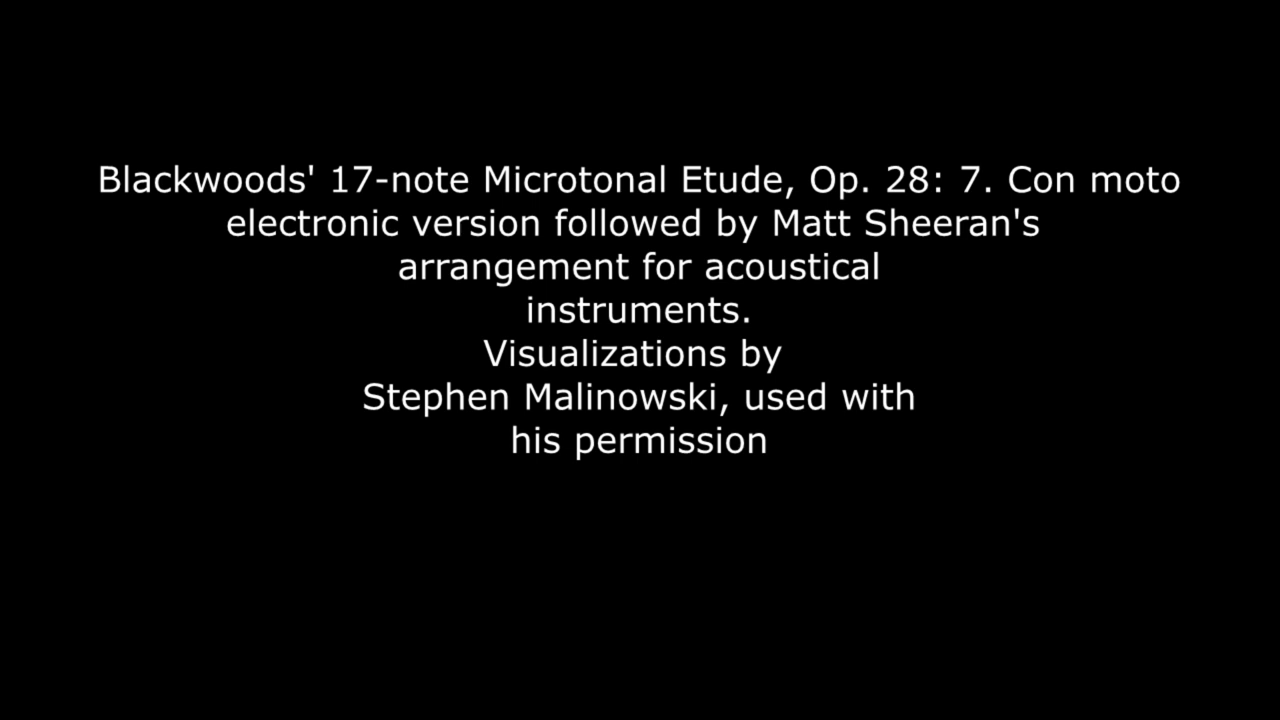 Blackwoods' 17-note Microtonal Etude, Op. 28: 7. Con moto
electronic version followed by Matt Sheeran's
arrangement for acoustical
instruments.
Visualizations by
Stephen Malinowski, used with
his permission